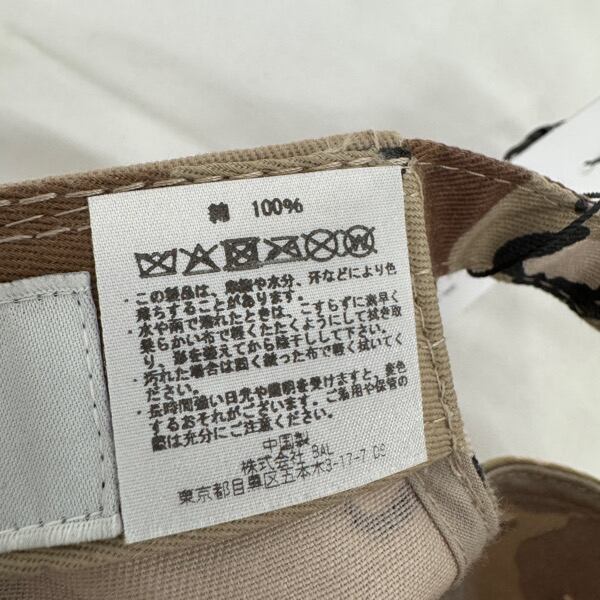 綿 100%
・この製品は、摩擦や水分、汗などにより色
落ちすることがあります。
・水や雨で濡れたときは、こすらずに素早く
柔らかい布で軽くたたくようにして拭き取
り、形を整えてから陰干しして下さい。
・汚れた場合は固く絞った布で軽く拭いてく
ださい。
・長時間強い日光や照明を受けますと、変色
するおそれがございます。ご着用や保管の
際は充分にご注意ください。
中国製
株式会社 BAL
東京都目黒区五本木3-17-7 08